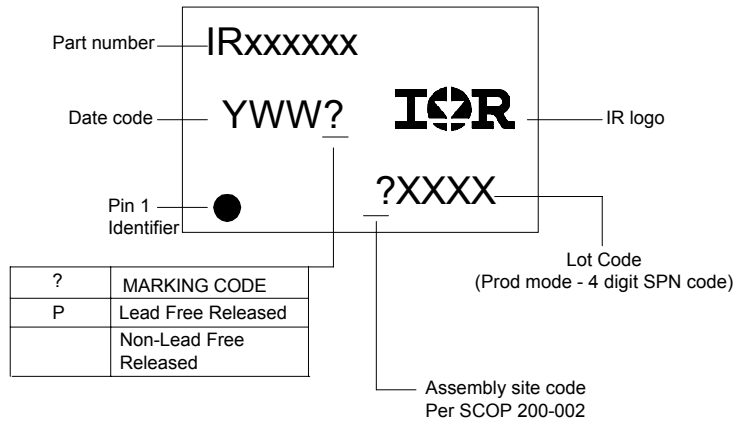 Part number
IRxxxxxx
Date code
YWW?
IOR
IR logo
Pin 1
Identifier
?XXXX
Lot Code
(Prod mode - 4 digit SPN code)
? MARKING CODE
P Lead Free Released
Non-Lead Free
Released
Assembly site code
Per SCOP 200-002